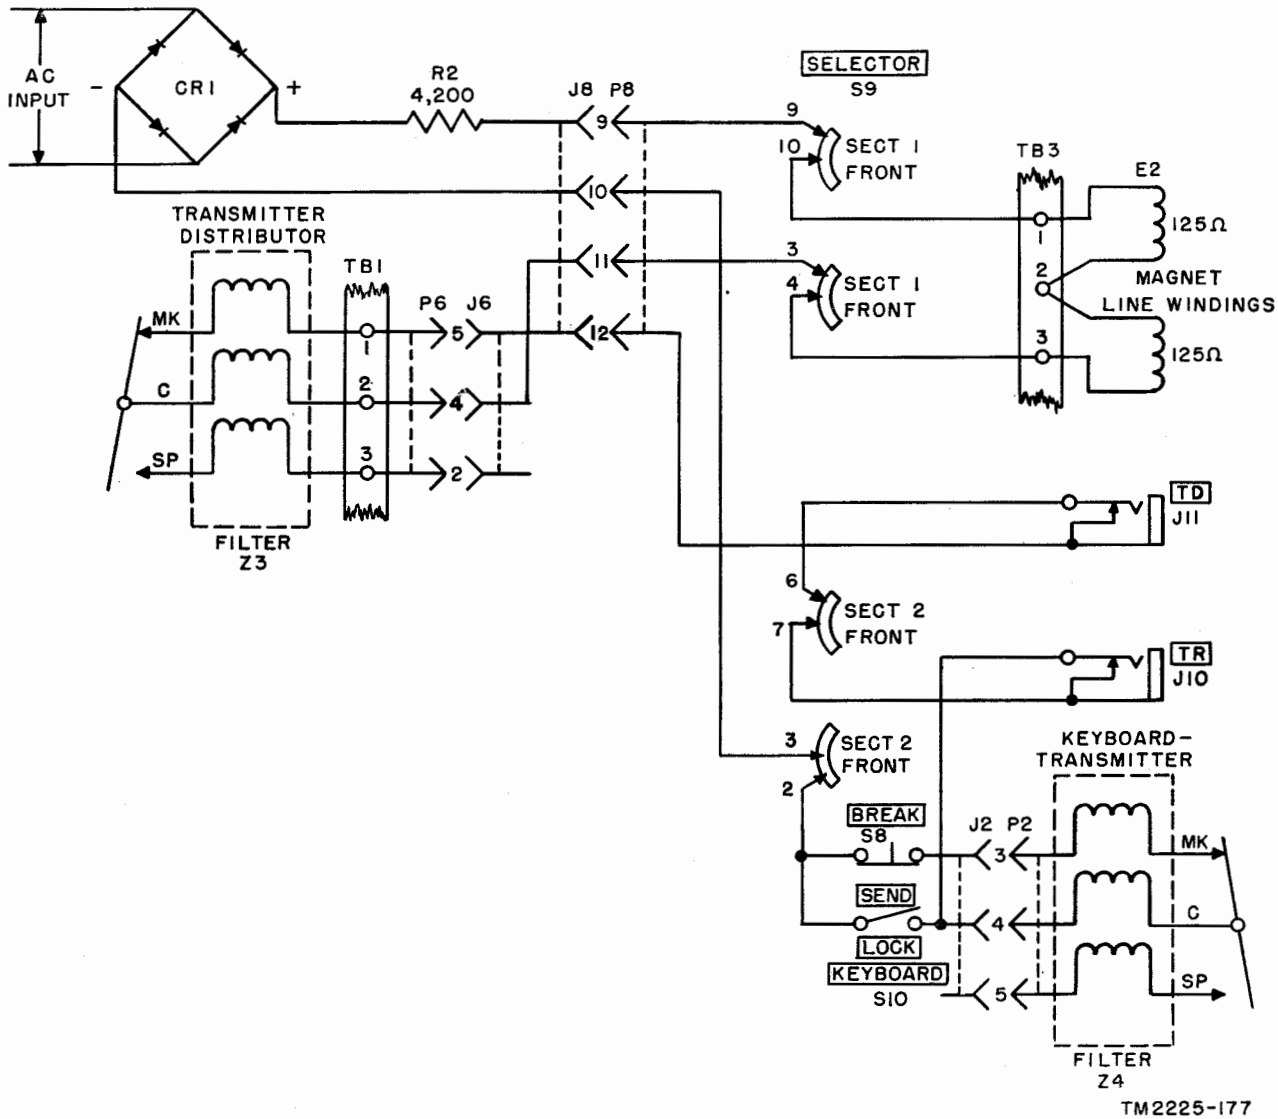 AC
INPUT
-
CR1
+
R2
4,200
J8 P8
9
SELECTOR
S9
9
10
SECT 1
FRONT
TB3
E2
1
125Ω
10
TRANSMITTER
DISTRIBUTOR
TB1
11
3
4
SECT 1
FRONT
2
MAGNET
LINE WINDINGS
P6 J6
MK
1
5
12
3
125Ω
C
2
4
SP
3
2
FILTER
Z3
TD
J11
6
7
SECT 2
FRONT
TR
J10
3
2
SECT 2
FRONT
KEYBOARD-
TRANSMITTER
BREAK
S8
J2 P2
3
MK
SEND
4
C
LOCK
KEYBOARD
S10
5
SP
FILTER
Z4
TM2225-177